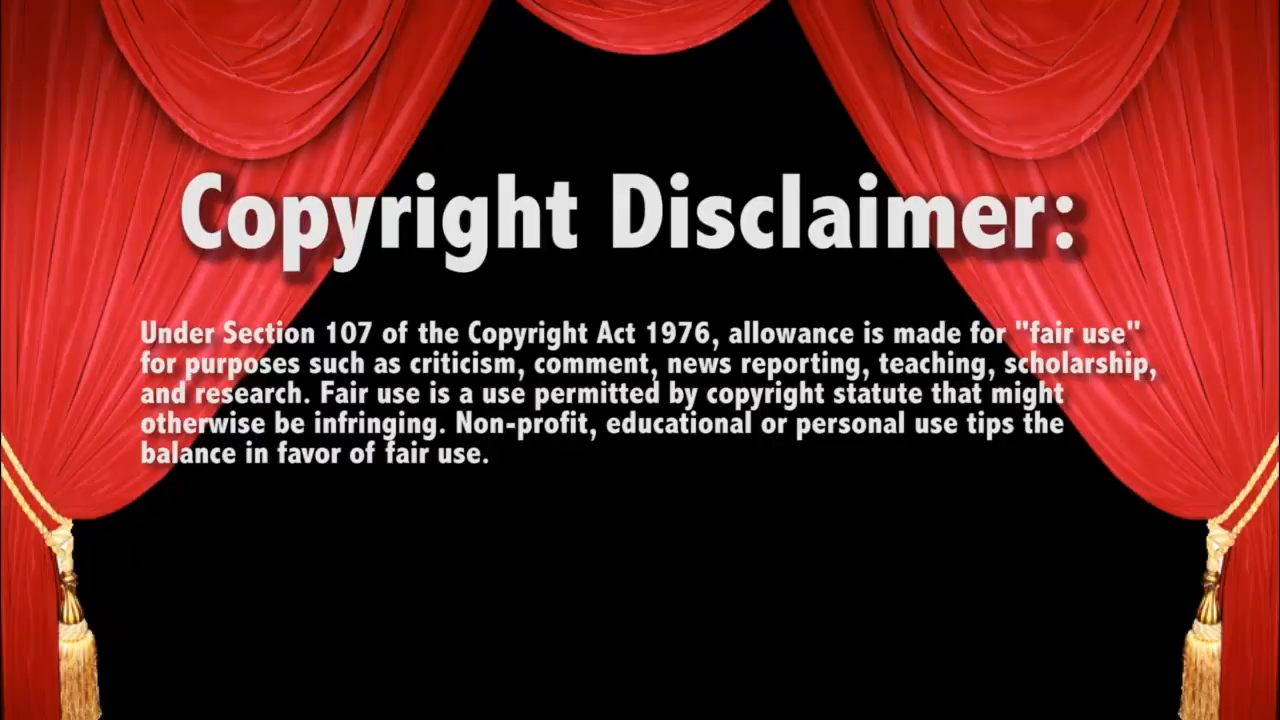 Copyright Disclaimer:
Under Section 107 of the Copyright Act 1976, allowance is made for "fair use"
for purposes such as criticism, comment, news reporting, teaching, scholarship,
and research. Fair use is a use permitted by copyright statute that might
otherwise be infringing. Non-profit, educational or personal use tips the
balance in favor of fair use.